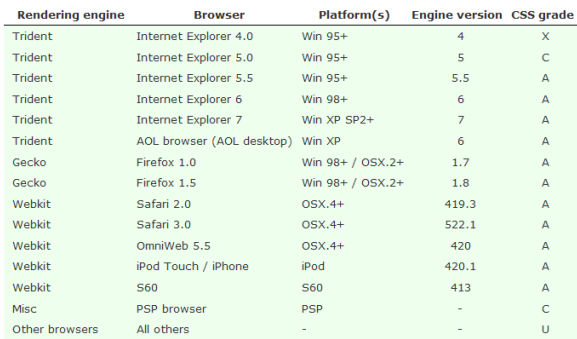 Rendering engine Browser Platform(s) Engine version CSS grade
Trident Internet Explorer 4.0 Win 95+ 4 X
Trident Internet Explorer 5.0 Win 95+ 5 C
Trident Internet Explorer 5.5 Win 95+ 5.5 A
Trident Internet Explorer 6 Win 98+ 6 A
Trident Internet Explorer 7 Win XP SP2+ 7 A
Trident AOL browser (AOL desktop) Win XP 6 A
Gecko Firefox 1.0 Win 98+ / OSX.2+ 1.7 A
Gecko Firefox 1.5 Win 98+ / OSX.2+ 1.8 A
Webkit Safari 2.0 OSX.4+ 419.3 A
Webkit Safari 3.0 OSX.4+ 522.1 A
Webkit OmniWeb 5.5 OSX.4+ 420 A
Webkit iPod Touch / iPhone iPod 420.1 A
Webkit S60 S60 413 A
Misc PSP browser PSP - C
Other browsers All others - - U